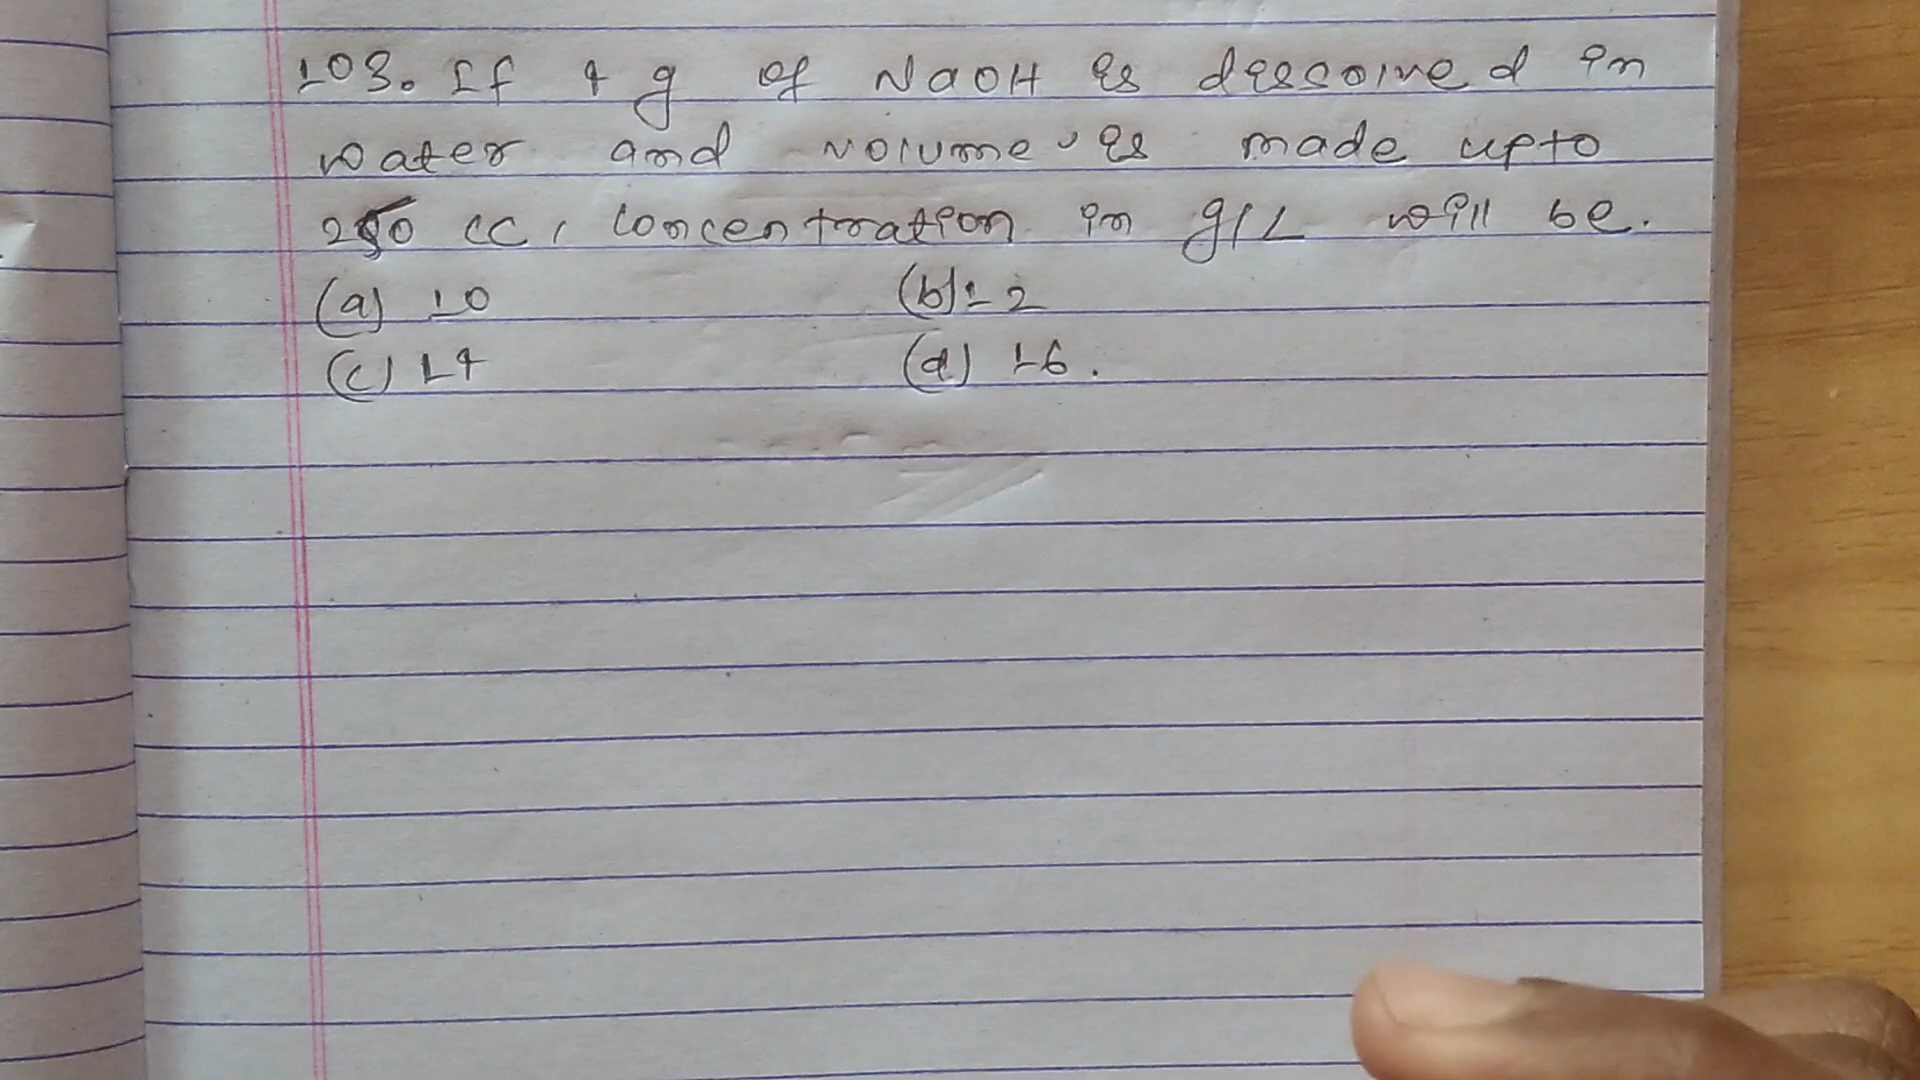 103. If 4 g of NaOH is dissolved in
water and volume is made upto
250 cc, concentration in g/L will be.
(a) 10 (b) 12
(c) 14 (d) 16.